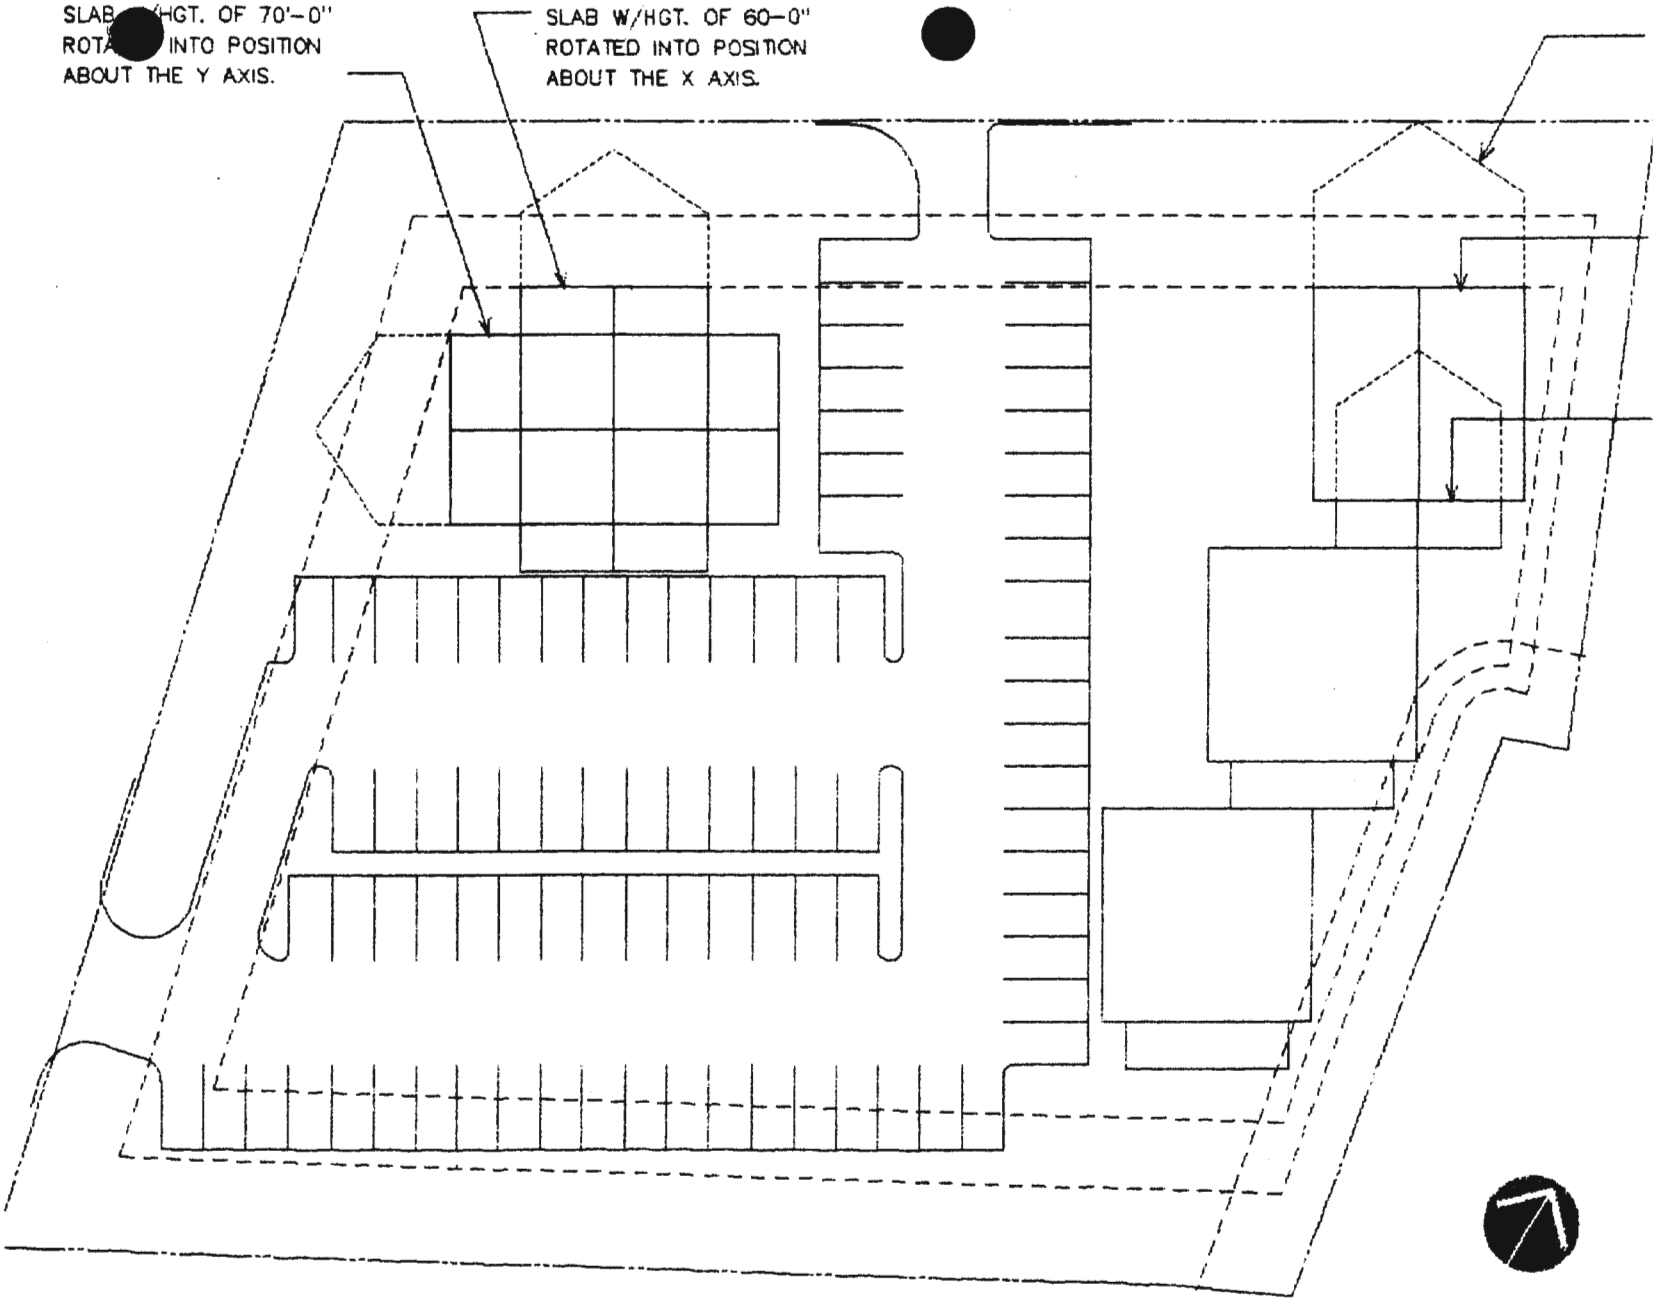 SLAB W/HGT. OF 70'-0"
ROTATED INTO POSITION
ABOUT THE Y AXIS.
SLAB W/HGT. OF 60-0"
ROTATED INTO POSITION
ABOUT THE X AXIS.